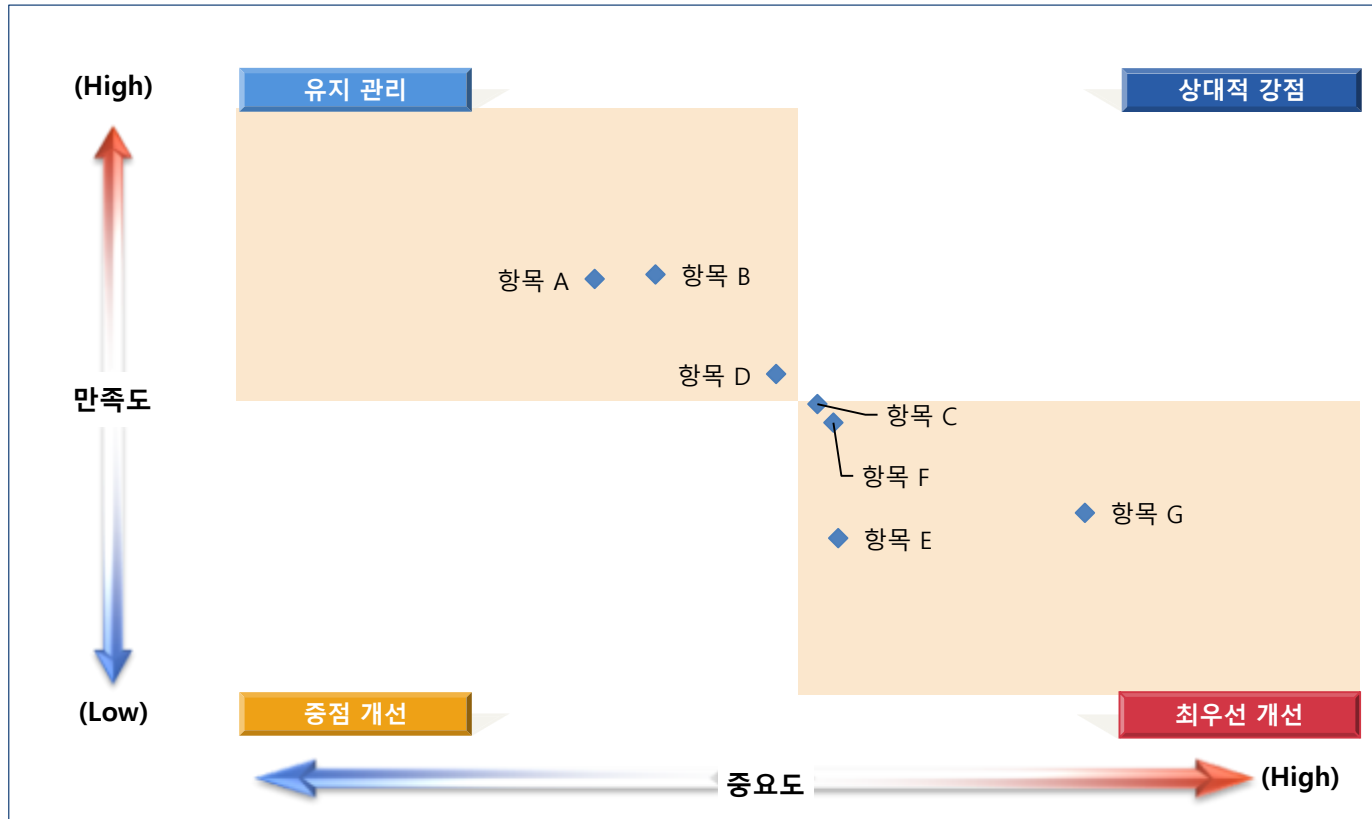 (High)
유지 관리
상대적 강점
항목 A
항목 B
항목 D
만족도
항목 C
항목 F
항목 G
항목 E
(Low)
중점 개선
최우선 개선
중요도
(High)